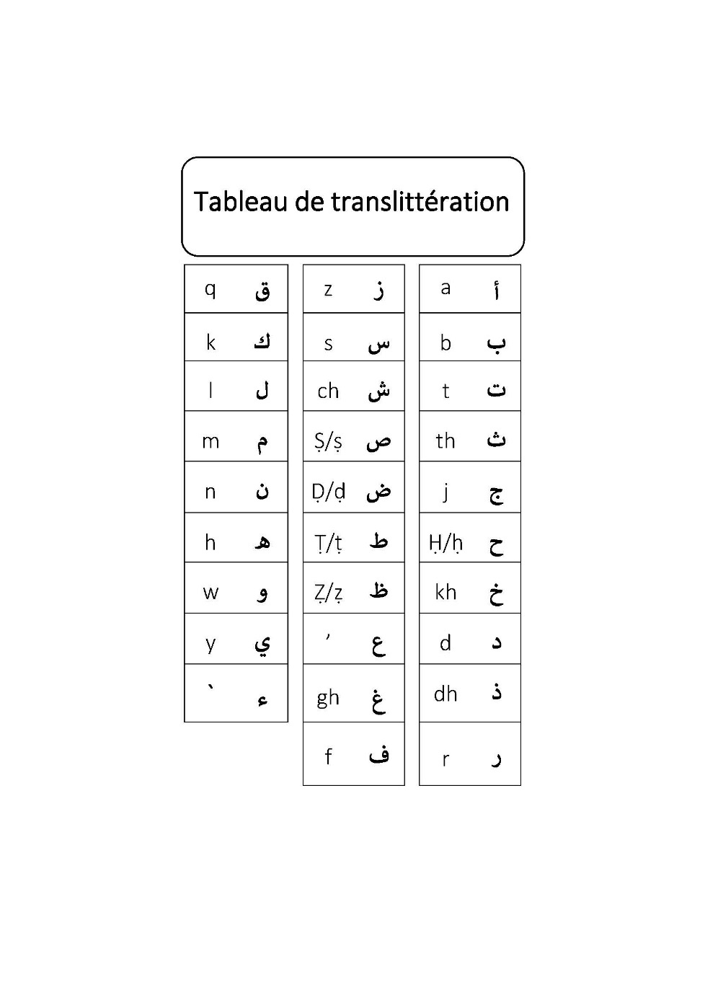 Tableau de translittération
q ق z ز a أ
k ك s س b ب
l ل ch ش t ت
m م Ṣ/ṣ ص th ث
n ن Ḍ/ḍ ض j ج
h ه Ṭ/ṭ ط Ḥ/ḥ ح
w و Ẓ/ẓ ظ kh خ
y ي ’ ع d د
` ء gh غ dh ذ
f ف r ر